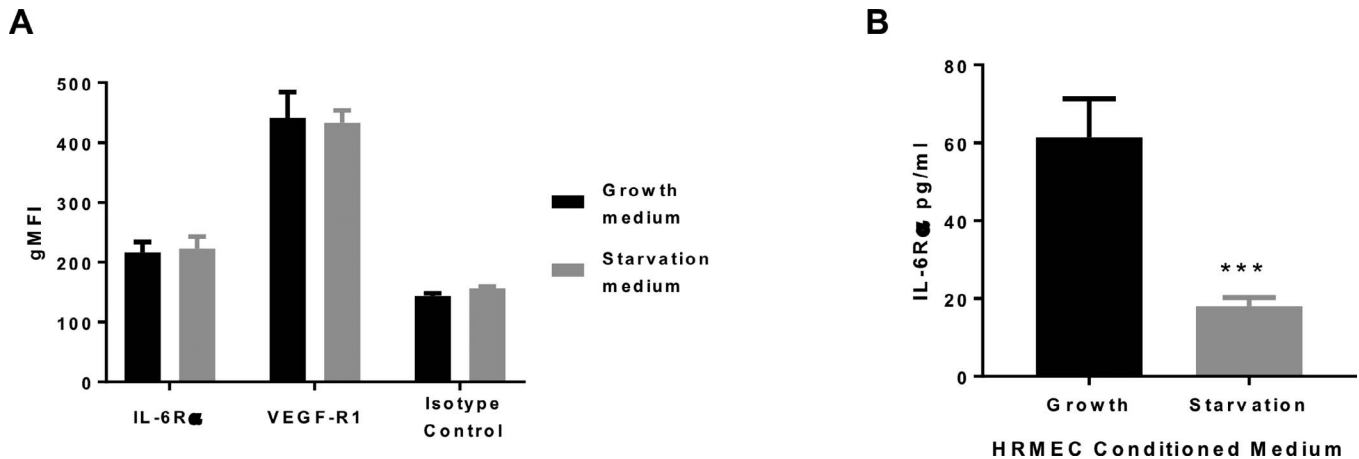 A
500
400
300
200
100
0
gMFI
IL-6Rα
VEGF-R1
Isotype
Control
Growth
medium
Starvation
medium
B
80
60
40
20
0
IL-6Rα pg/ml
***
Growth
Starvation
HRMEC Conditioned Medium